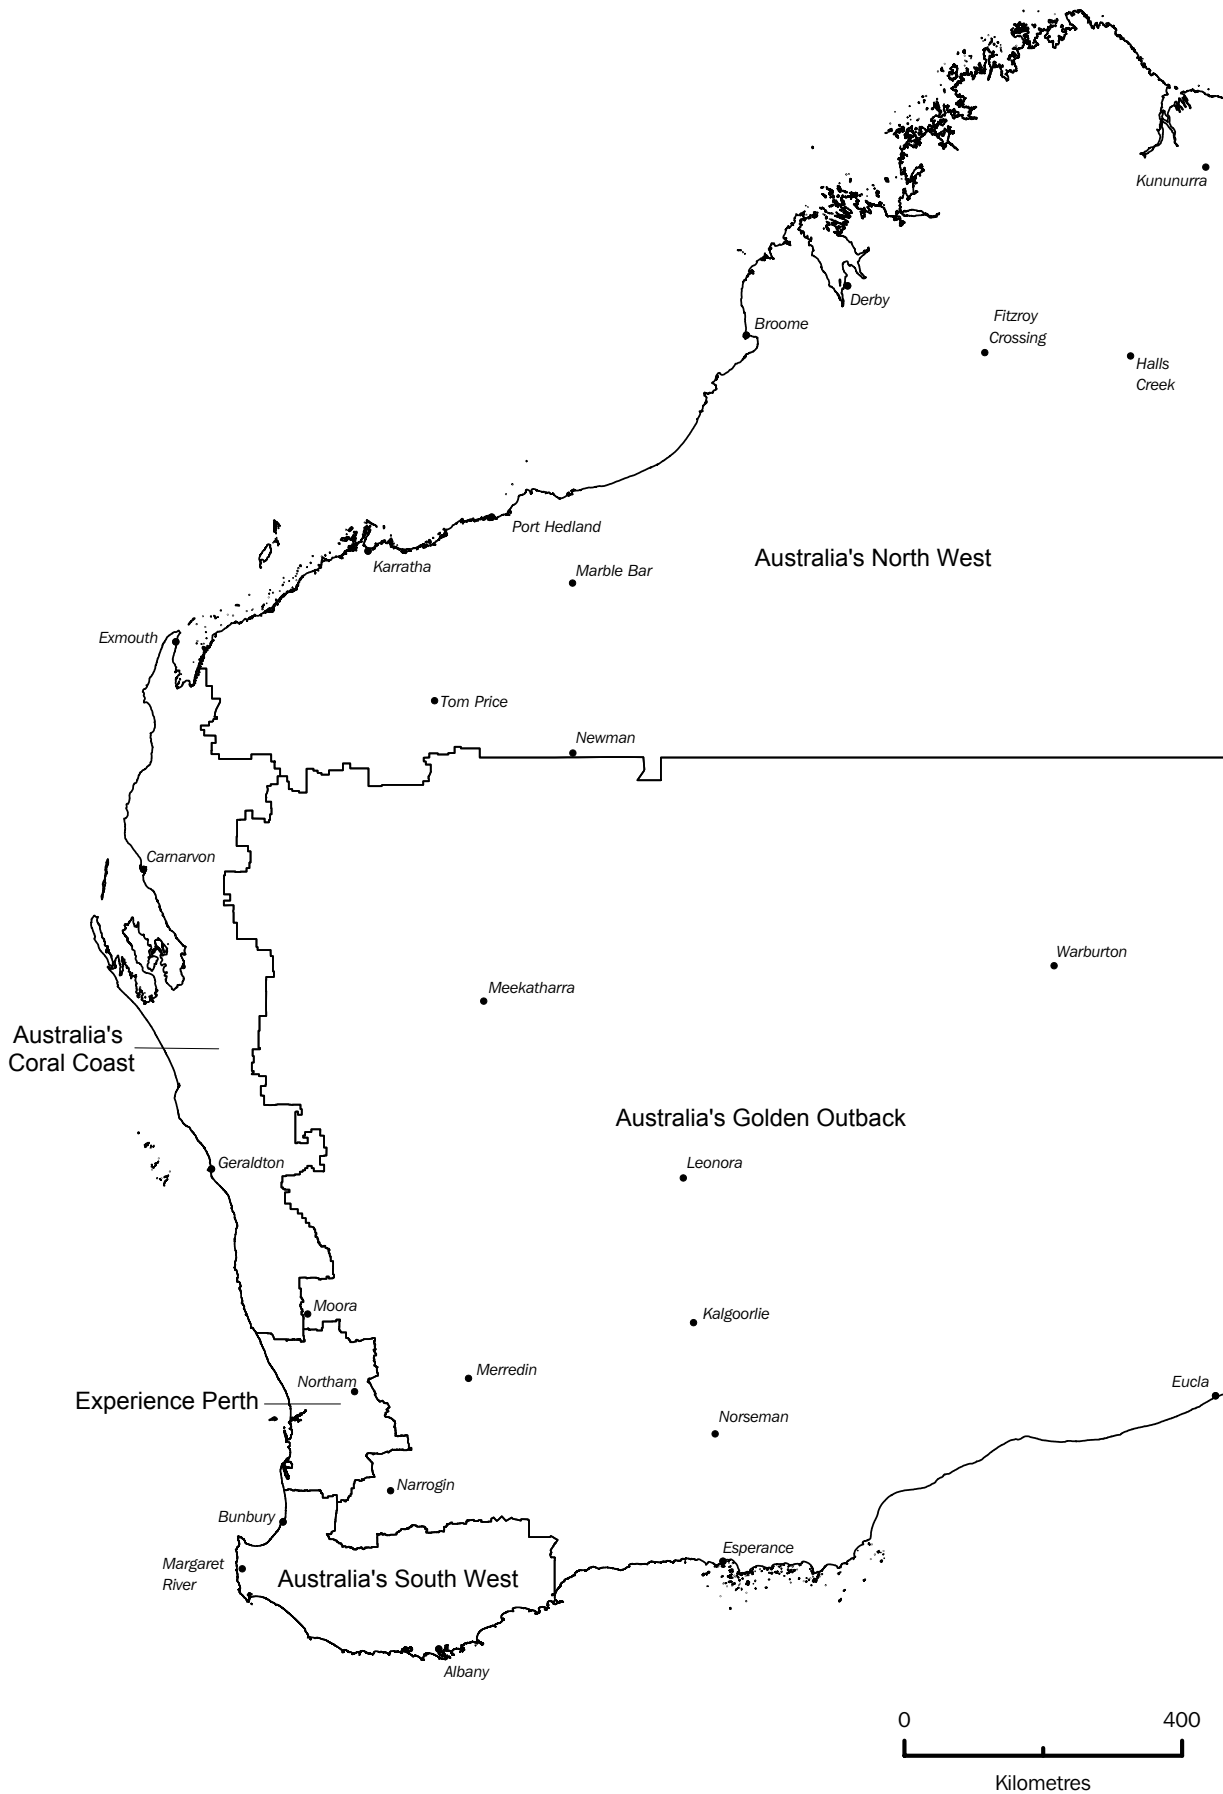 Kununurra
Derby
Broome
Fitzroy
Crossing
Halls
Creek
Port Hedland
Australia's North West
Karratha
Marble Bar
Exmouth
Tom Price
Newman
Carnarvon
Warburton
Meekatharra
Australia's
Coral Coast
Australia's Golden Outback
Geraldton
Leonora
Moora
Kalgoorlie
Merredin
Northam
Eucla
Experience Perth
Norseman
Narrogin
Bunbury
Esperance
Margaret
River
Australia's South West
Albany
0 400
Kilometres